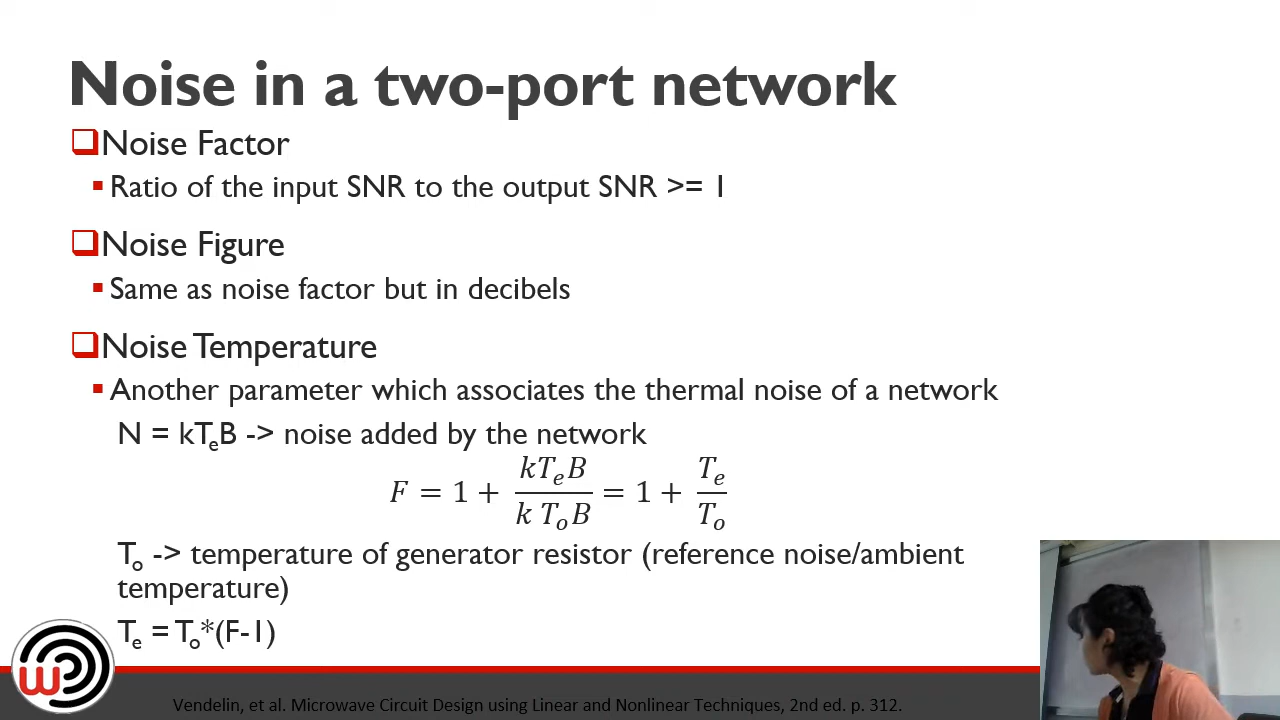 Noise in a two-port network
Noise Factor
Ratio of the input SNR to the output SNR >= 1
Noise Figure
Same as noise factor but in decibels
Noise Temperature
Another parameter which associates the thermal noise of a network
N = kTₑB -> noise added by the network
F = 1 + kTₑB / k TₒB = 1 + Tₑ / Tₒ
Tₒ -> temperature of generator resistor (reference noise/ambient
temperature)
Tₑ = Tₒ*(F-1)
w
Vendelin, et al. Microwave Circuit Design using Linear and Nonlinear Techniques, 2nd ed. p. 312.